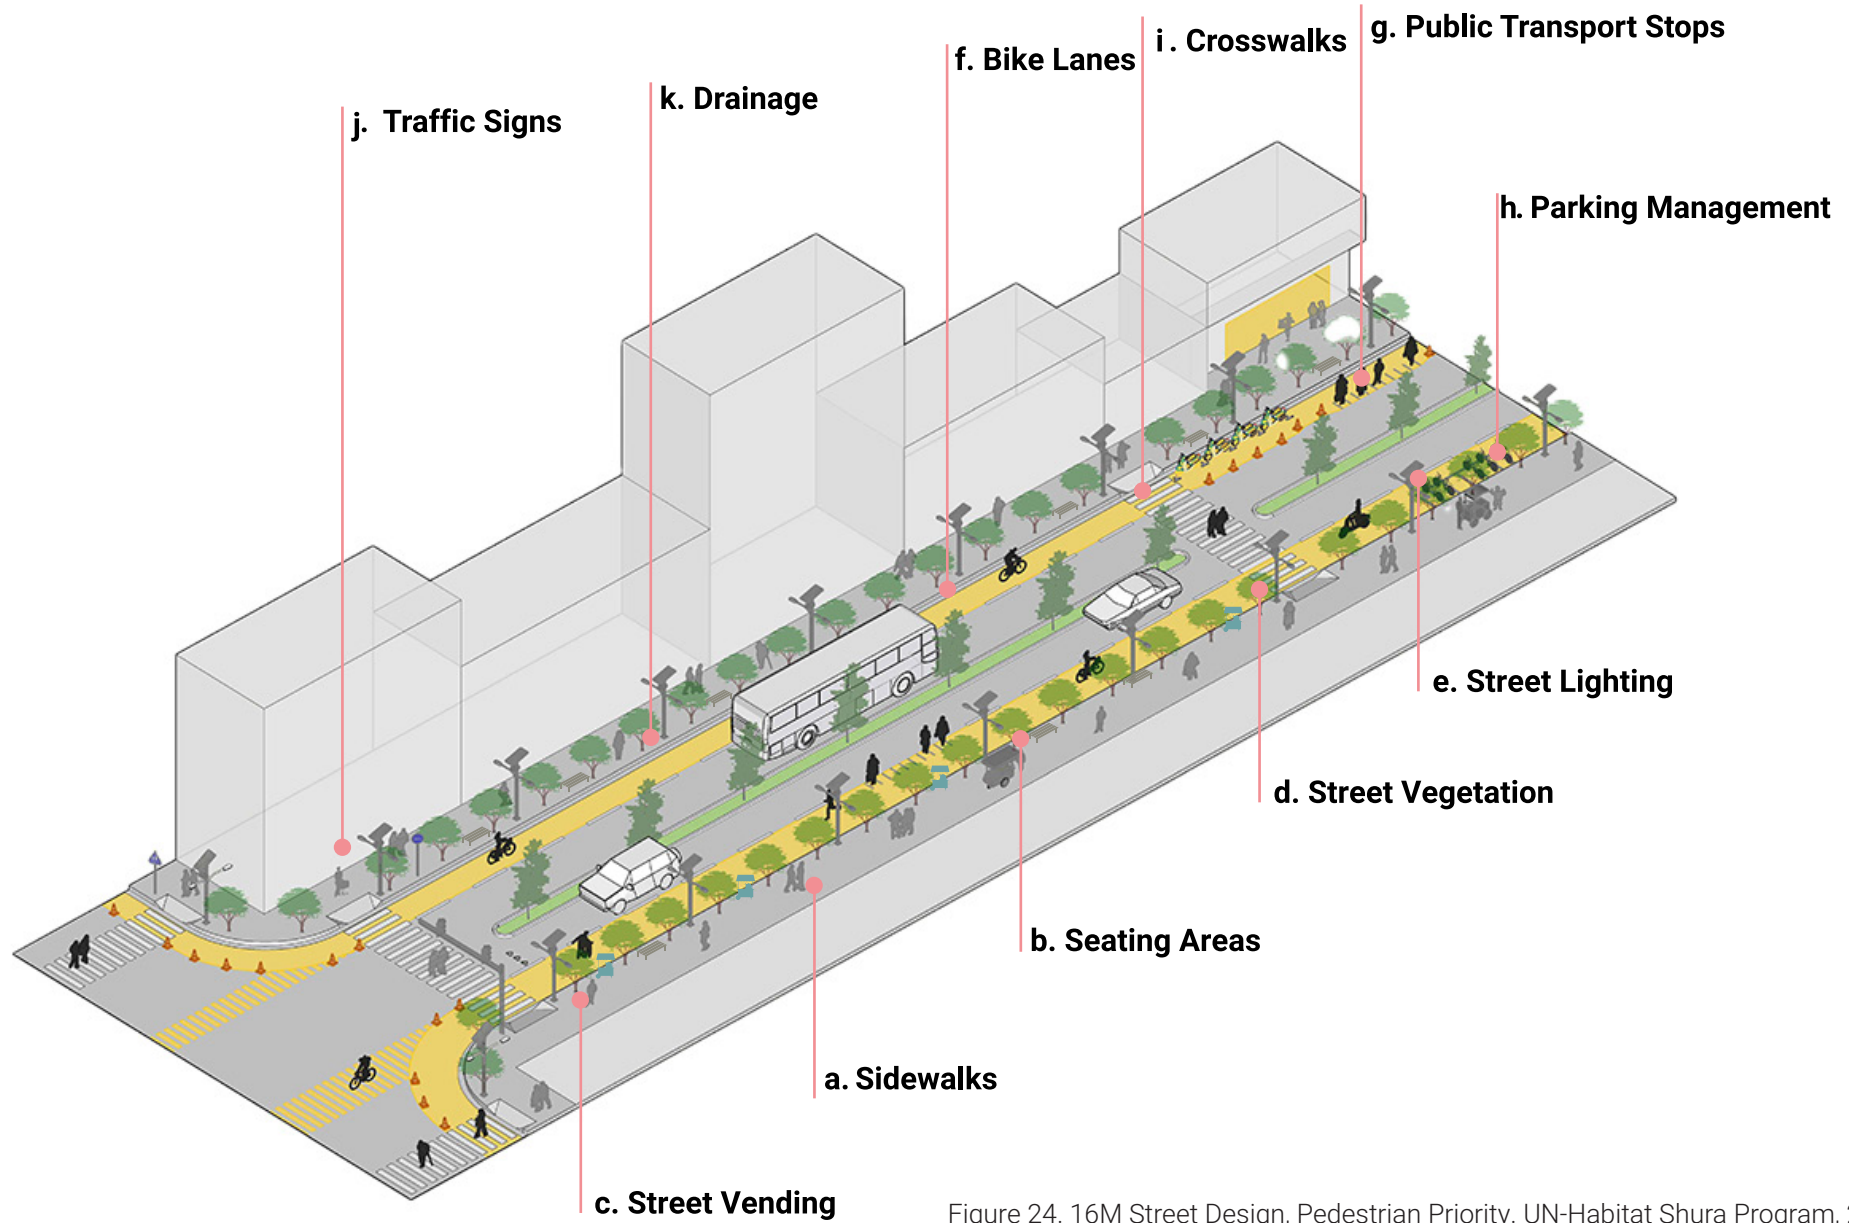 g. Public Transport Stops
i . Crosswalks
f. Bike Lanes
k. Drainage
j. Traffic Signs
h. Parking Management
e. Street Lighting
d. Street Vegetation
b. Seating Areas
a. Sidewalks
c. Street Vending
Figure 24. 16M Street Design, Pedestrian Priority, UN-Habitat Shura Program,